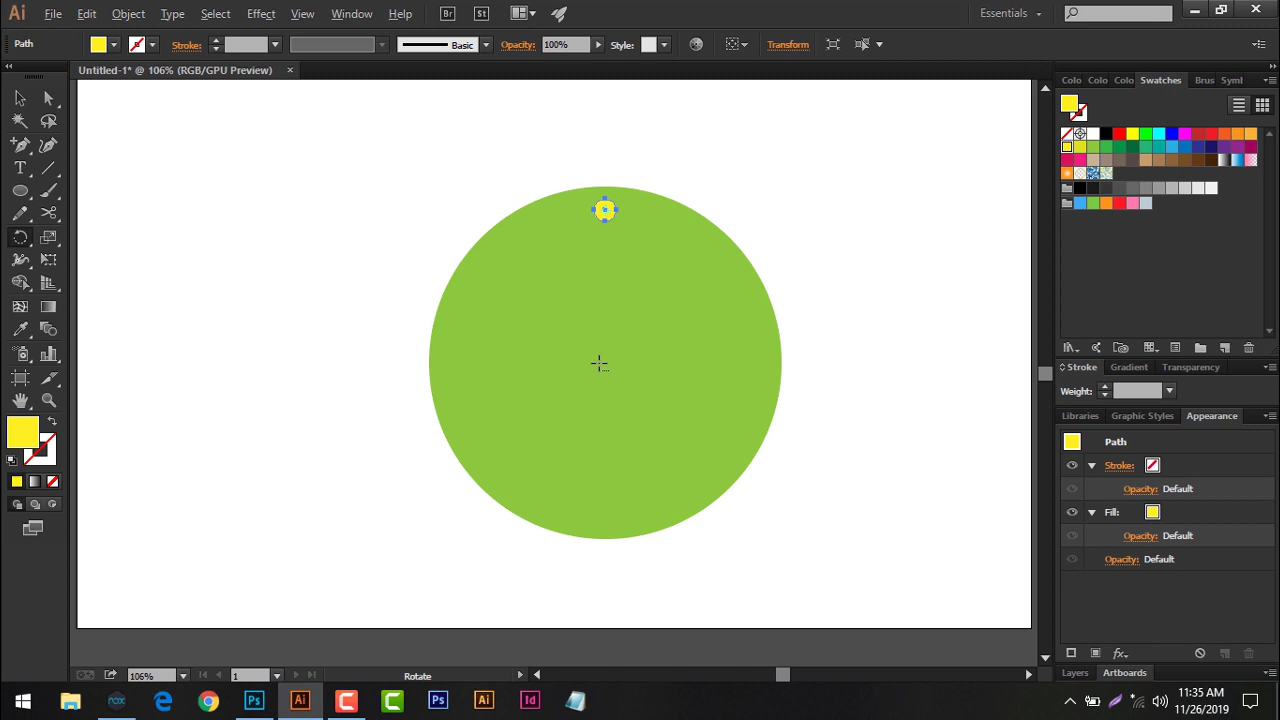 Ai File Edit Object Type Select Effect View Window Help Br St Essentials
Path Stroke: Basic Opacity: 100% Style: Transform
Untitled-1* @ 106% (RGB/GPU Preview)
Colo Colo Colo Swatches Brus Symb
Stroke Gradient Transparency
Weight:
Libraries Graphic Styles Appearance
Path
Stroke:
Opacity: Default
Fill:
Opacity: Default
Opacity: Default
fx
106% 1 Rotate
Layers Artboards
nox Ps Ai C C Ps Ai Id
11:35 AM
11/26/2019